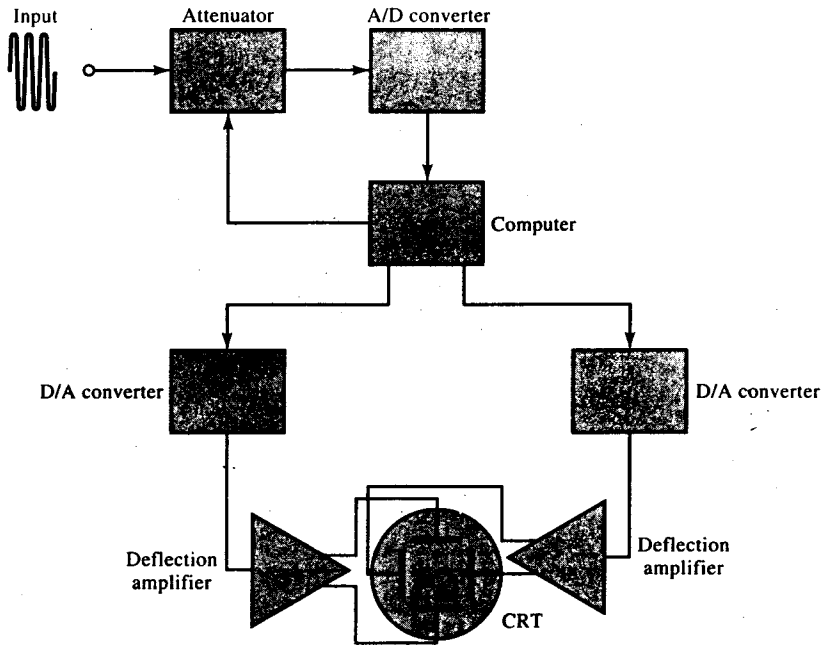 Input
Attenuator
A/D converter
Computer
D/A converter
D/A converter
Deflection
amplifier
Deflection
amplifier
CRT